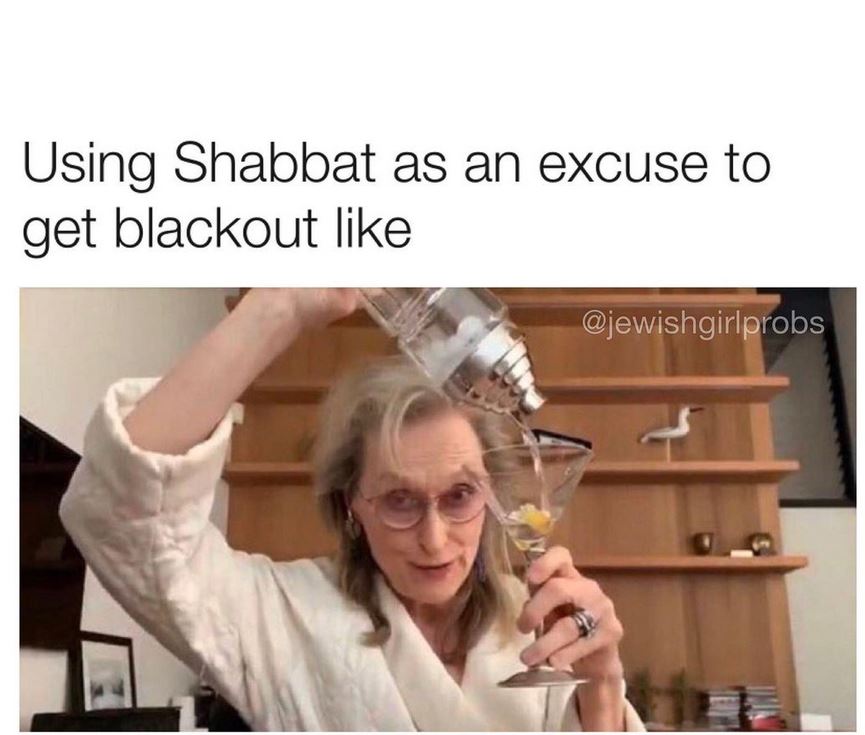 Using Shabbat as an excuse to
get blackout like
@jewishgirlprobs